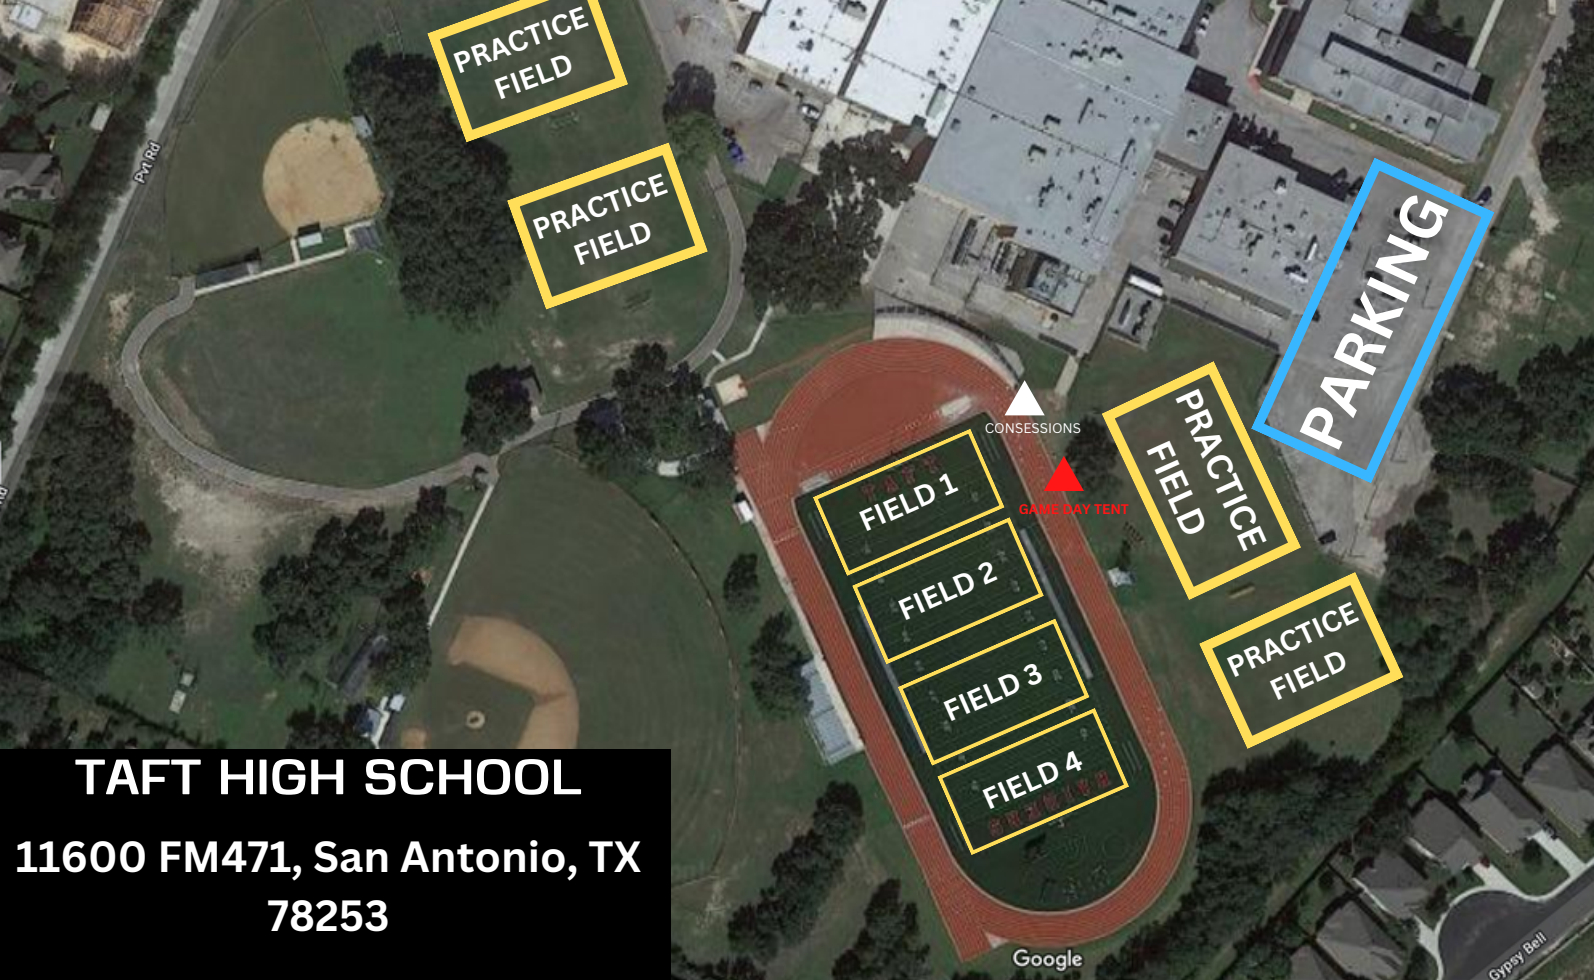 PRACTICE
FIELD
PRACTICE
FIELD
Pvt Rd
PARKING
CONSESSIONS
GAME DAY TENT
PRACTICE
FIELD
FIELD 1
FIELD 2
FIELD 3
FIELD 4
PRACTICE
FIELD
TAFT HIGH SCHOOL
11600 FM471, San Antonio, TX
78253
Google
Gypsy Bell